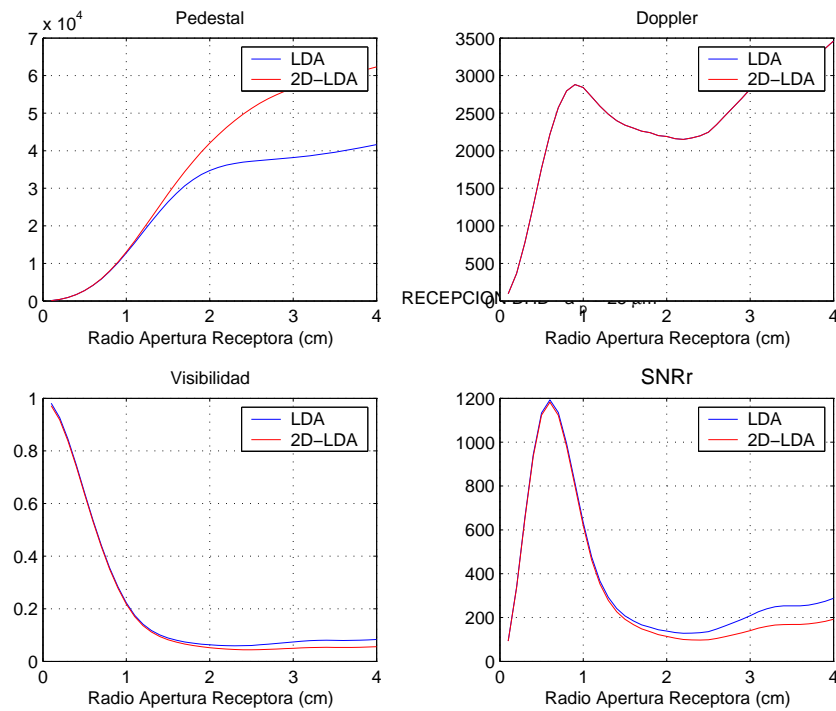 Pedestal
x 10^4
7
6
5
4
3
2
1
0
0 1 2 3 4
Radio Apertura Receptora (cm)
LDA
2D−LDA
Doppler
3500
3000
2500
2000
1500
1000
500
0
0 1 2 3 4
Radio Apertura Receptora (cm)
LDA
2D−LDA
RECEPCION
Visibilidad
1
0.8
0.6
0.4
0.2
0
0 1 2 3 4
Radio Apertura Receptora (cm)
LDA
2D−LDA
SNRr
1200
1000
800
600
400
200
0
0 1 2 3 4
Radio Apertura Receptora (cm)
LDA
2D−LDA